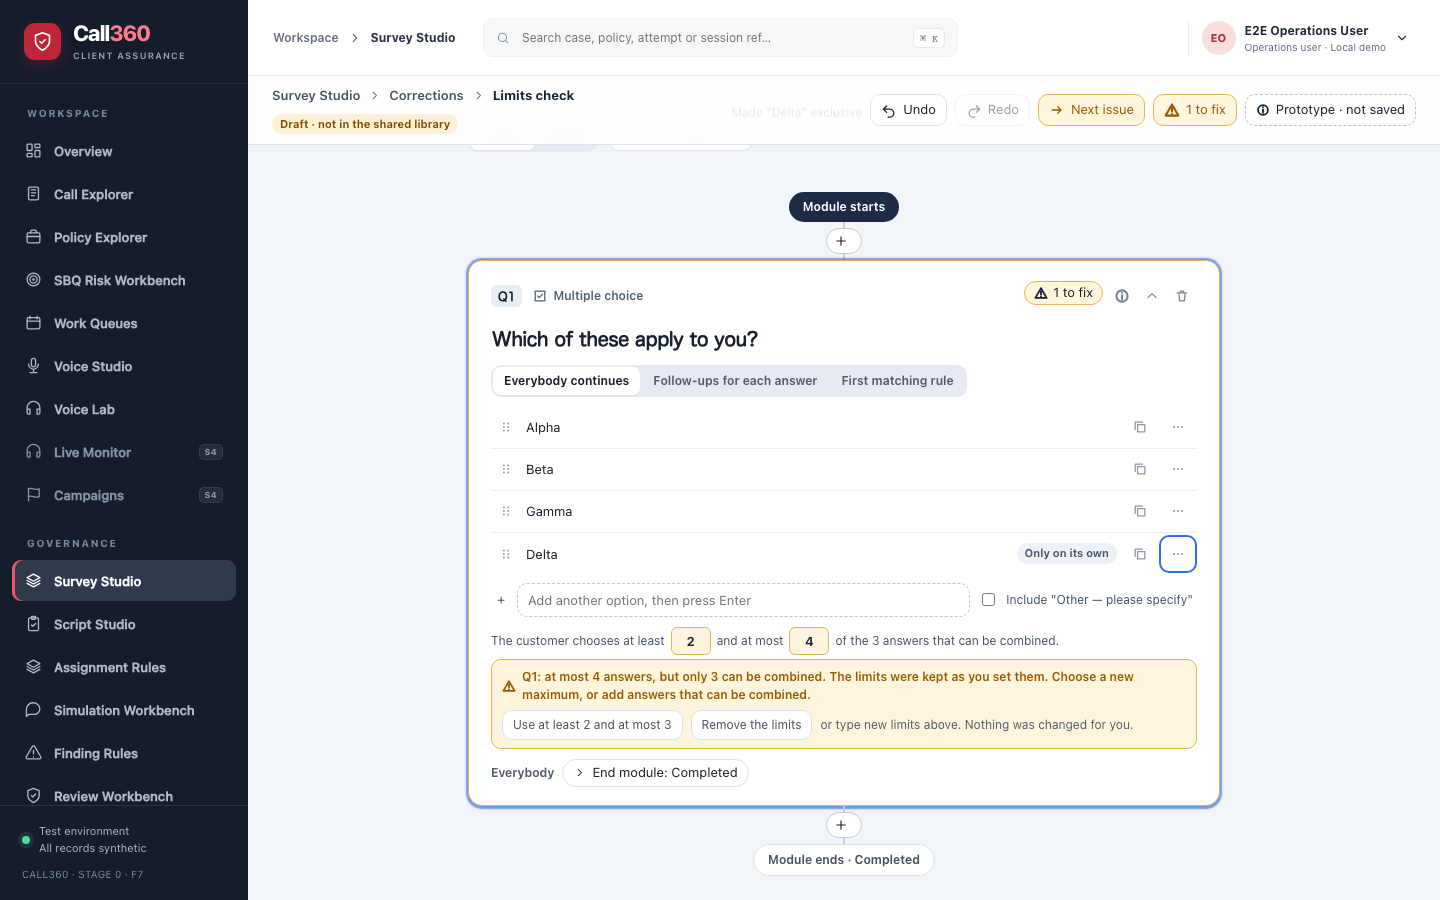 Call360
CLIENT ASSURANCE
WORKSPACE
Overview
Call Explorer
Policy Explorer
SBQ Risk Workbench
Work Queues
Voice Studio
Voice Lab
Live Monitor S4
Campaigns S4
GOVERNANCE
Survey Studio
Script Studio
Assignment Rules
Simulation Workbench
Finding Rules
Review Workbench
Test environment
All records synthetic
CALL360 · STAGE 0 · F7
Workspace > Survey Studio
Search case, policy, attempt or session ref...
⌘ K
EO
E2E Operations User
Operations user · Local demo
Survey Studio > Corrections > Limits check
Draft · not in the shared library
Made "Delta" exclusive
Undo
Redo
Next issue
1 to fix
Prototype · not saved
Module starts
Q1
Multiple choice
1 to fix
Which of these apply to you?
Everybody continues
Follow-ups for each answer
First matching rule
Alpha
Beta
Gamma
Delta
Only on its own
Add another option, then press Enter
Include "Other — please specify"
The customer chooses at least 2 and at most 4 of the 3 answers that can be combined.
Q1: at most 4 answers, but only 3 can be combined. The limits were kept as you set them. Choose a new
maximum, or add answers that can be combined.
Use at least 2 and at most 3
Remove the limits
or type new limits above. Nothing was changed for you.
Everybody
End module: Completed
Module ends · Completed